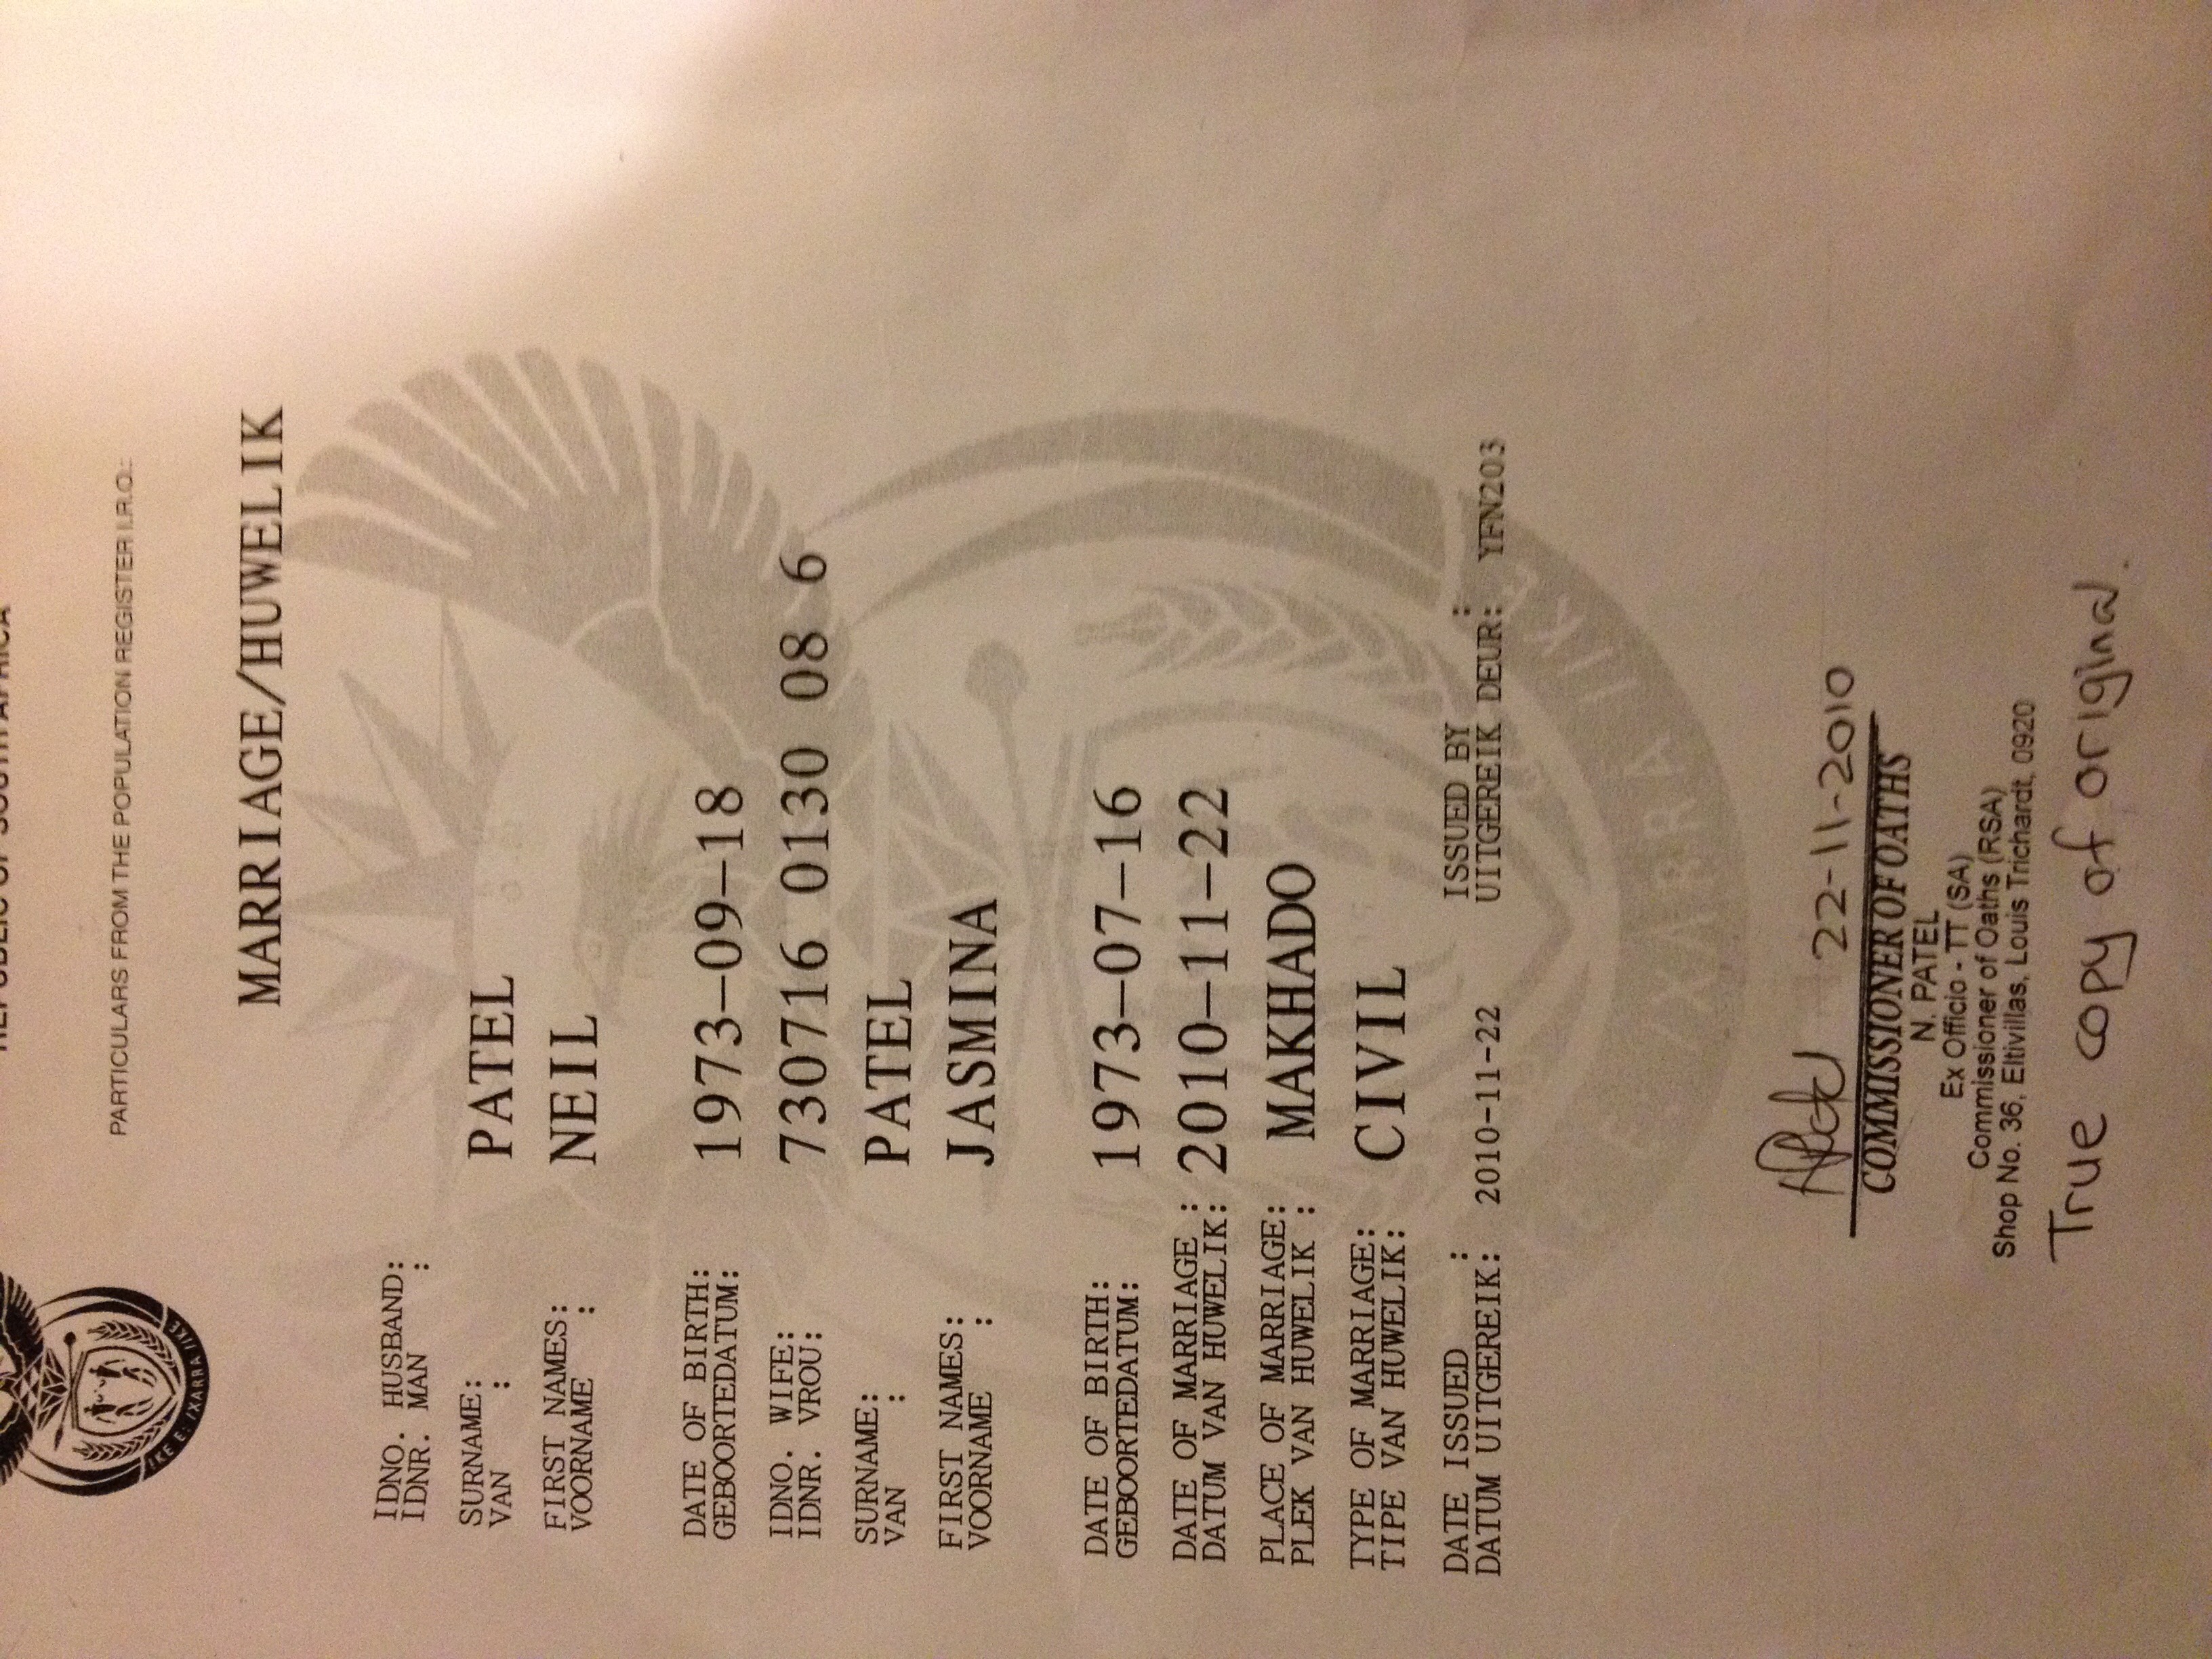 REPUBLIC OF SOUTH AFRICA
PARTICULARS FROM THE POPULATION REGISTER I.R.O.:
!KE E: /XARRA //KE
MARRIAGE/HUWELIK
IDNO. HUSBAND:
IDNR. MAN :
SURNAME:
VAN : PATEL
FIRST NAMES:
VOORNAME : NEIL
DATE OF BIRTH:
GEBOORTEDATUM: 1973-09-18
IDNO. WIFE:
IDNR. VROU: 730716 0130 08 6
SURNAME:
VAN : PATEL
FIRST NAMES:
VOORNAME : JASMINA
DATE OF BIRTH:
GEBOORTEDATUM: 1973-07-16
DATE OF MARRIAGE :
DATUM VAN HUWELIK: 2010-11-22
PLACE OF MARRIAGE:
PLEK VAN HUWELIK : MAKHADO
TYPE OF MARRIAGE:
TIPE VAN HUWELIK: CIVIL
DATE ISSUED : ISSUED BY :
DATUM UITGEREIK: 2010-11-22 UITGEREIK DEUR: YFN203
E: /XARRA //KE
22-11-2010
COMMISSIONER OF OATHS
N. PATEL
Ex Officio - TT (SA)
Commissioner of Oaths (RSA)
Shop No. 36, Eltivillas, Louis Trichardt, 0920
True copy of original.